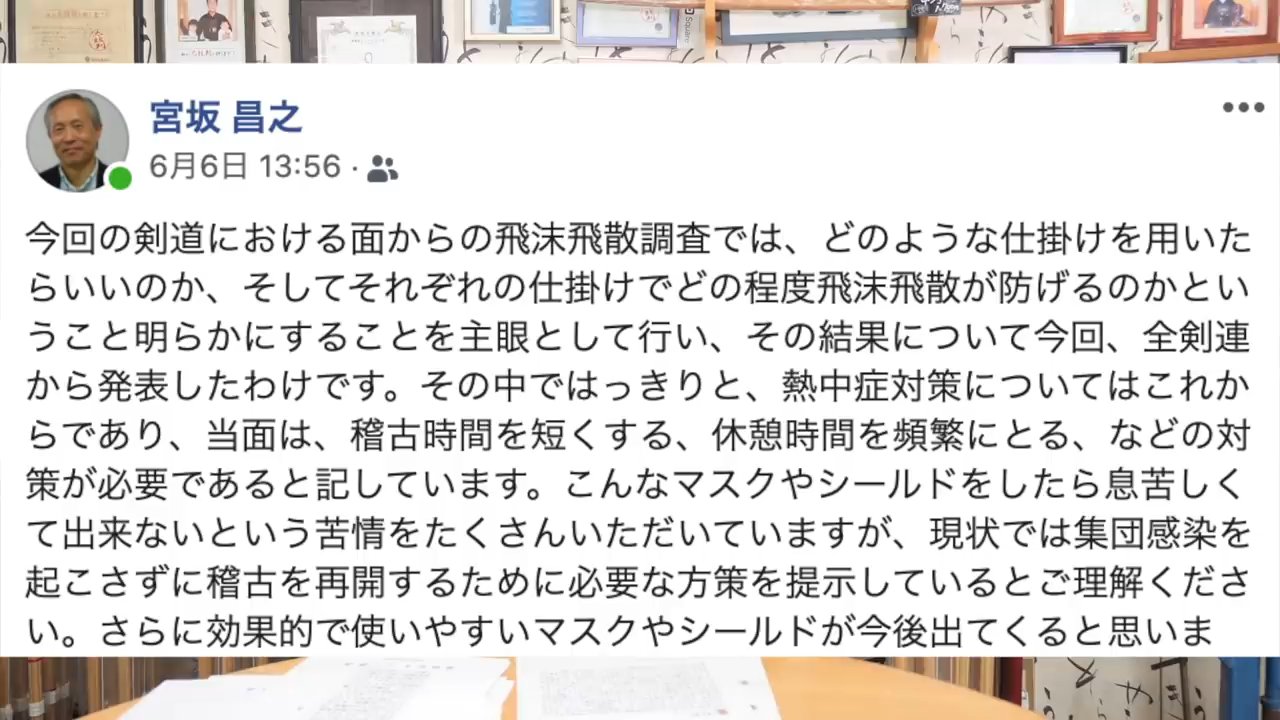 宮坂 昌之
6月6日 13:56 ·
今回の剣道における面からの飛沫飛散調査では、どのような仕掛けを用いた
らいいのか、そしてそれぞれの仕掛けでどの程度飛沫飛散が防げるのかとい
うこと明らかにすることを主眼として行い、その結果について今回、全剣連
から発表したわけです。その中ではっきりと、熱中症対策についてはこれか
らであり、当面は、稽古時間を短くする、休憩時間を頻繁にとる、などの対
策が必要であると記しています。こんなマスクやシールドをしたら息苦しく
て出来ないという苦情をたくさんいただいていますが、現状では集団感染を
起こさずに稽古を再開するために必要な方策を提示しているとご理解くださ
い。さらに効果的で使いやすいマスクやシールドが今後出てくると思いま